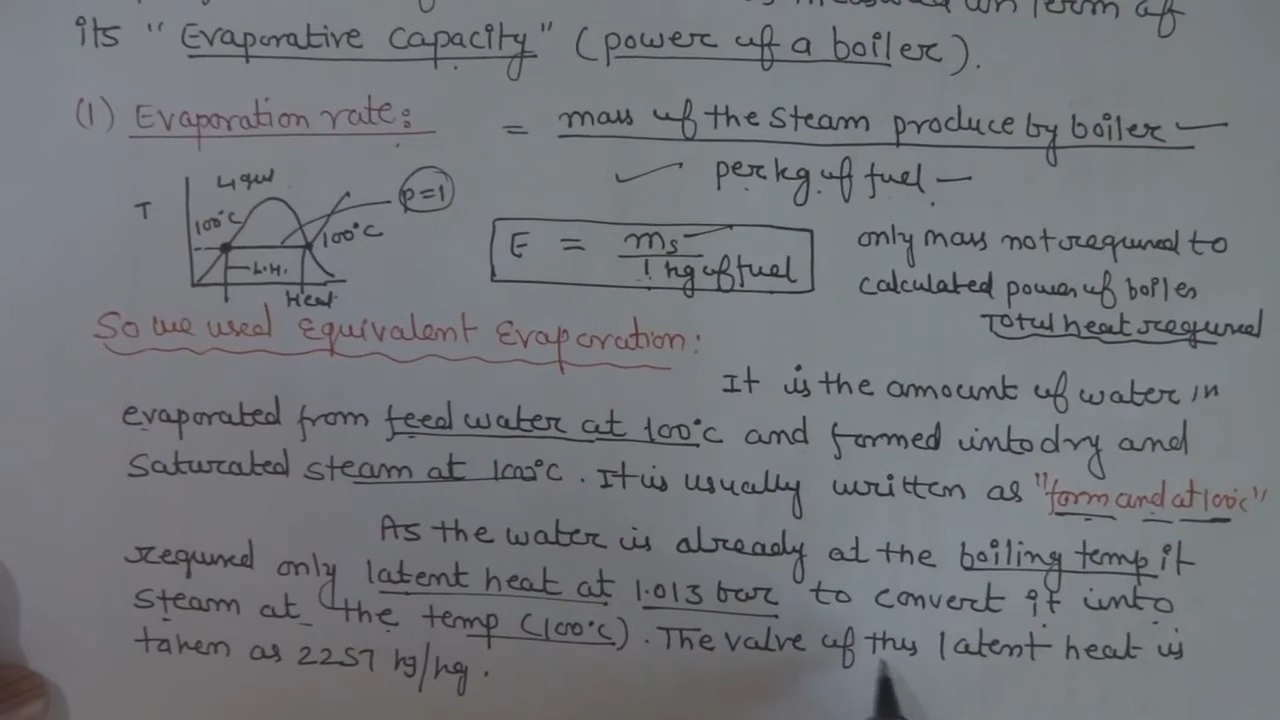 in term of
its "Evaporative capacity" (power of a boiler).
(1) Evaporation rate: = mass of the steam produce by boiler
per kg. of fuel
Liquid
T
100°C
100°C
P=1
L.H.
Heat
E = ms / 1 kg of fuel
only mass not required to
calculated power of boiler
Total heat required
So we used Equivalent Evaporation:
It is the amount of water in
evaporated from feed water at 100°C and formed into dry and
Saturated steam at 100°C. It is usually written as "form and at 100°C"
As the water is already at the boiling temp it
required only latent heat at 1.013 bar to convert it into
steam at the temp (100°C). The valve of this latent heat is
taken as 2257 kg/kg.